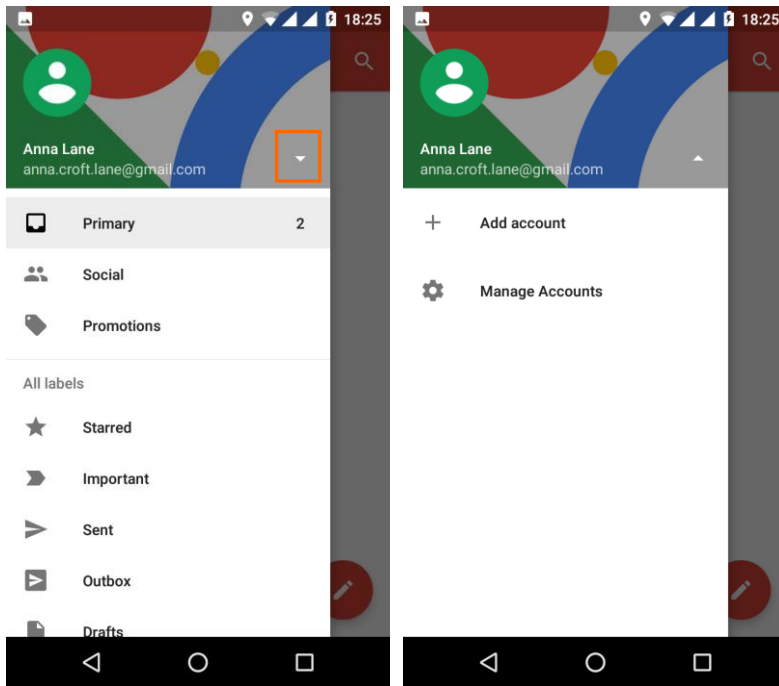 18:25
Anna Lane
anna.croft.lane@gmail.com
Primary 2
Social
Promotions
All labels
Starred
Important
Sent
Outbox
Drafts
18:25
Anna Lane
anna.croft.lane@gmail.com
Add account
Manage Accounts